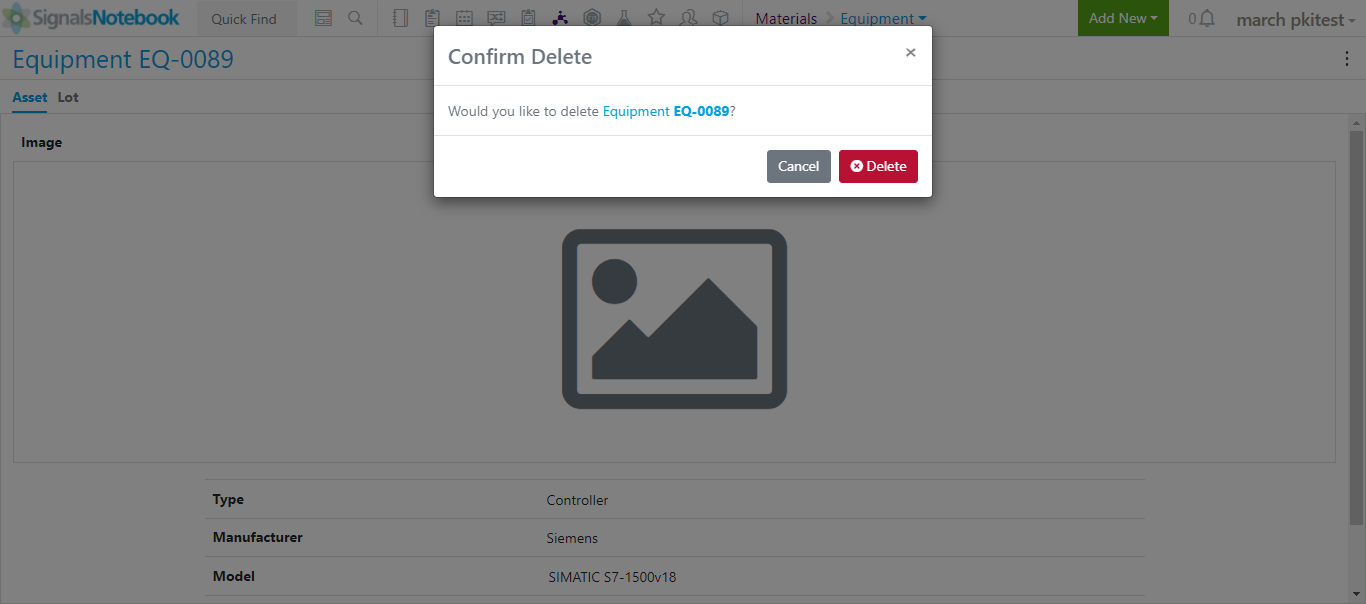 SignalsNotebook Quick Find Materials Equipment Add New 0 march pkitest
Confirm Delete ×
Equipment EQ-0089
Asset Lot
Would you like to delete Equipment EQ-0089?
Image
Cancel Delete
Type Controller
Manufacturer Siemens
Model SIMATIC S7-1500v18